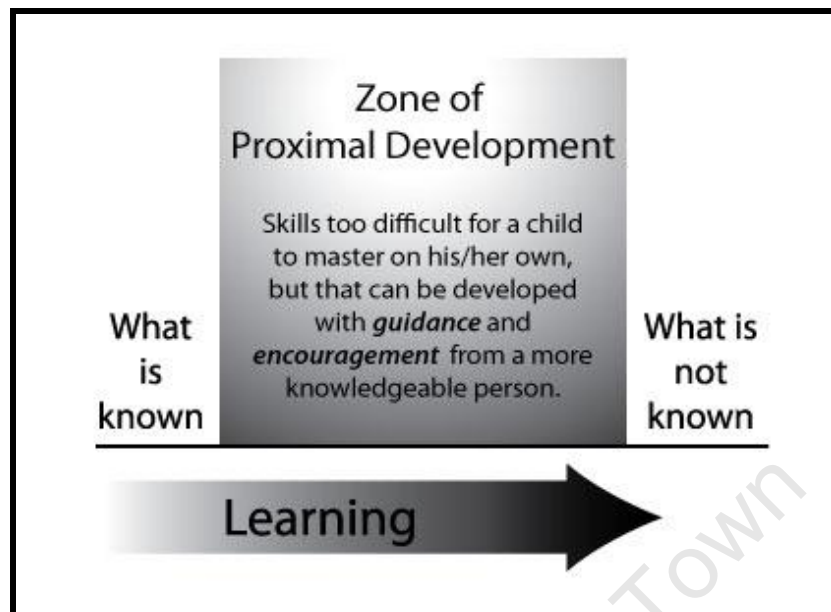 Zone of
Proximal Development
Skills too difficult for a child
to master on his/her own,
but that can be developed
with guidance and
encouragement from a more
knowledgeable person.
What
is
known
What is
not
known
Learning
Town